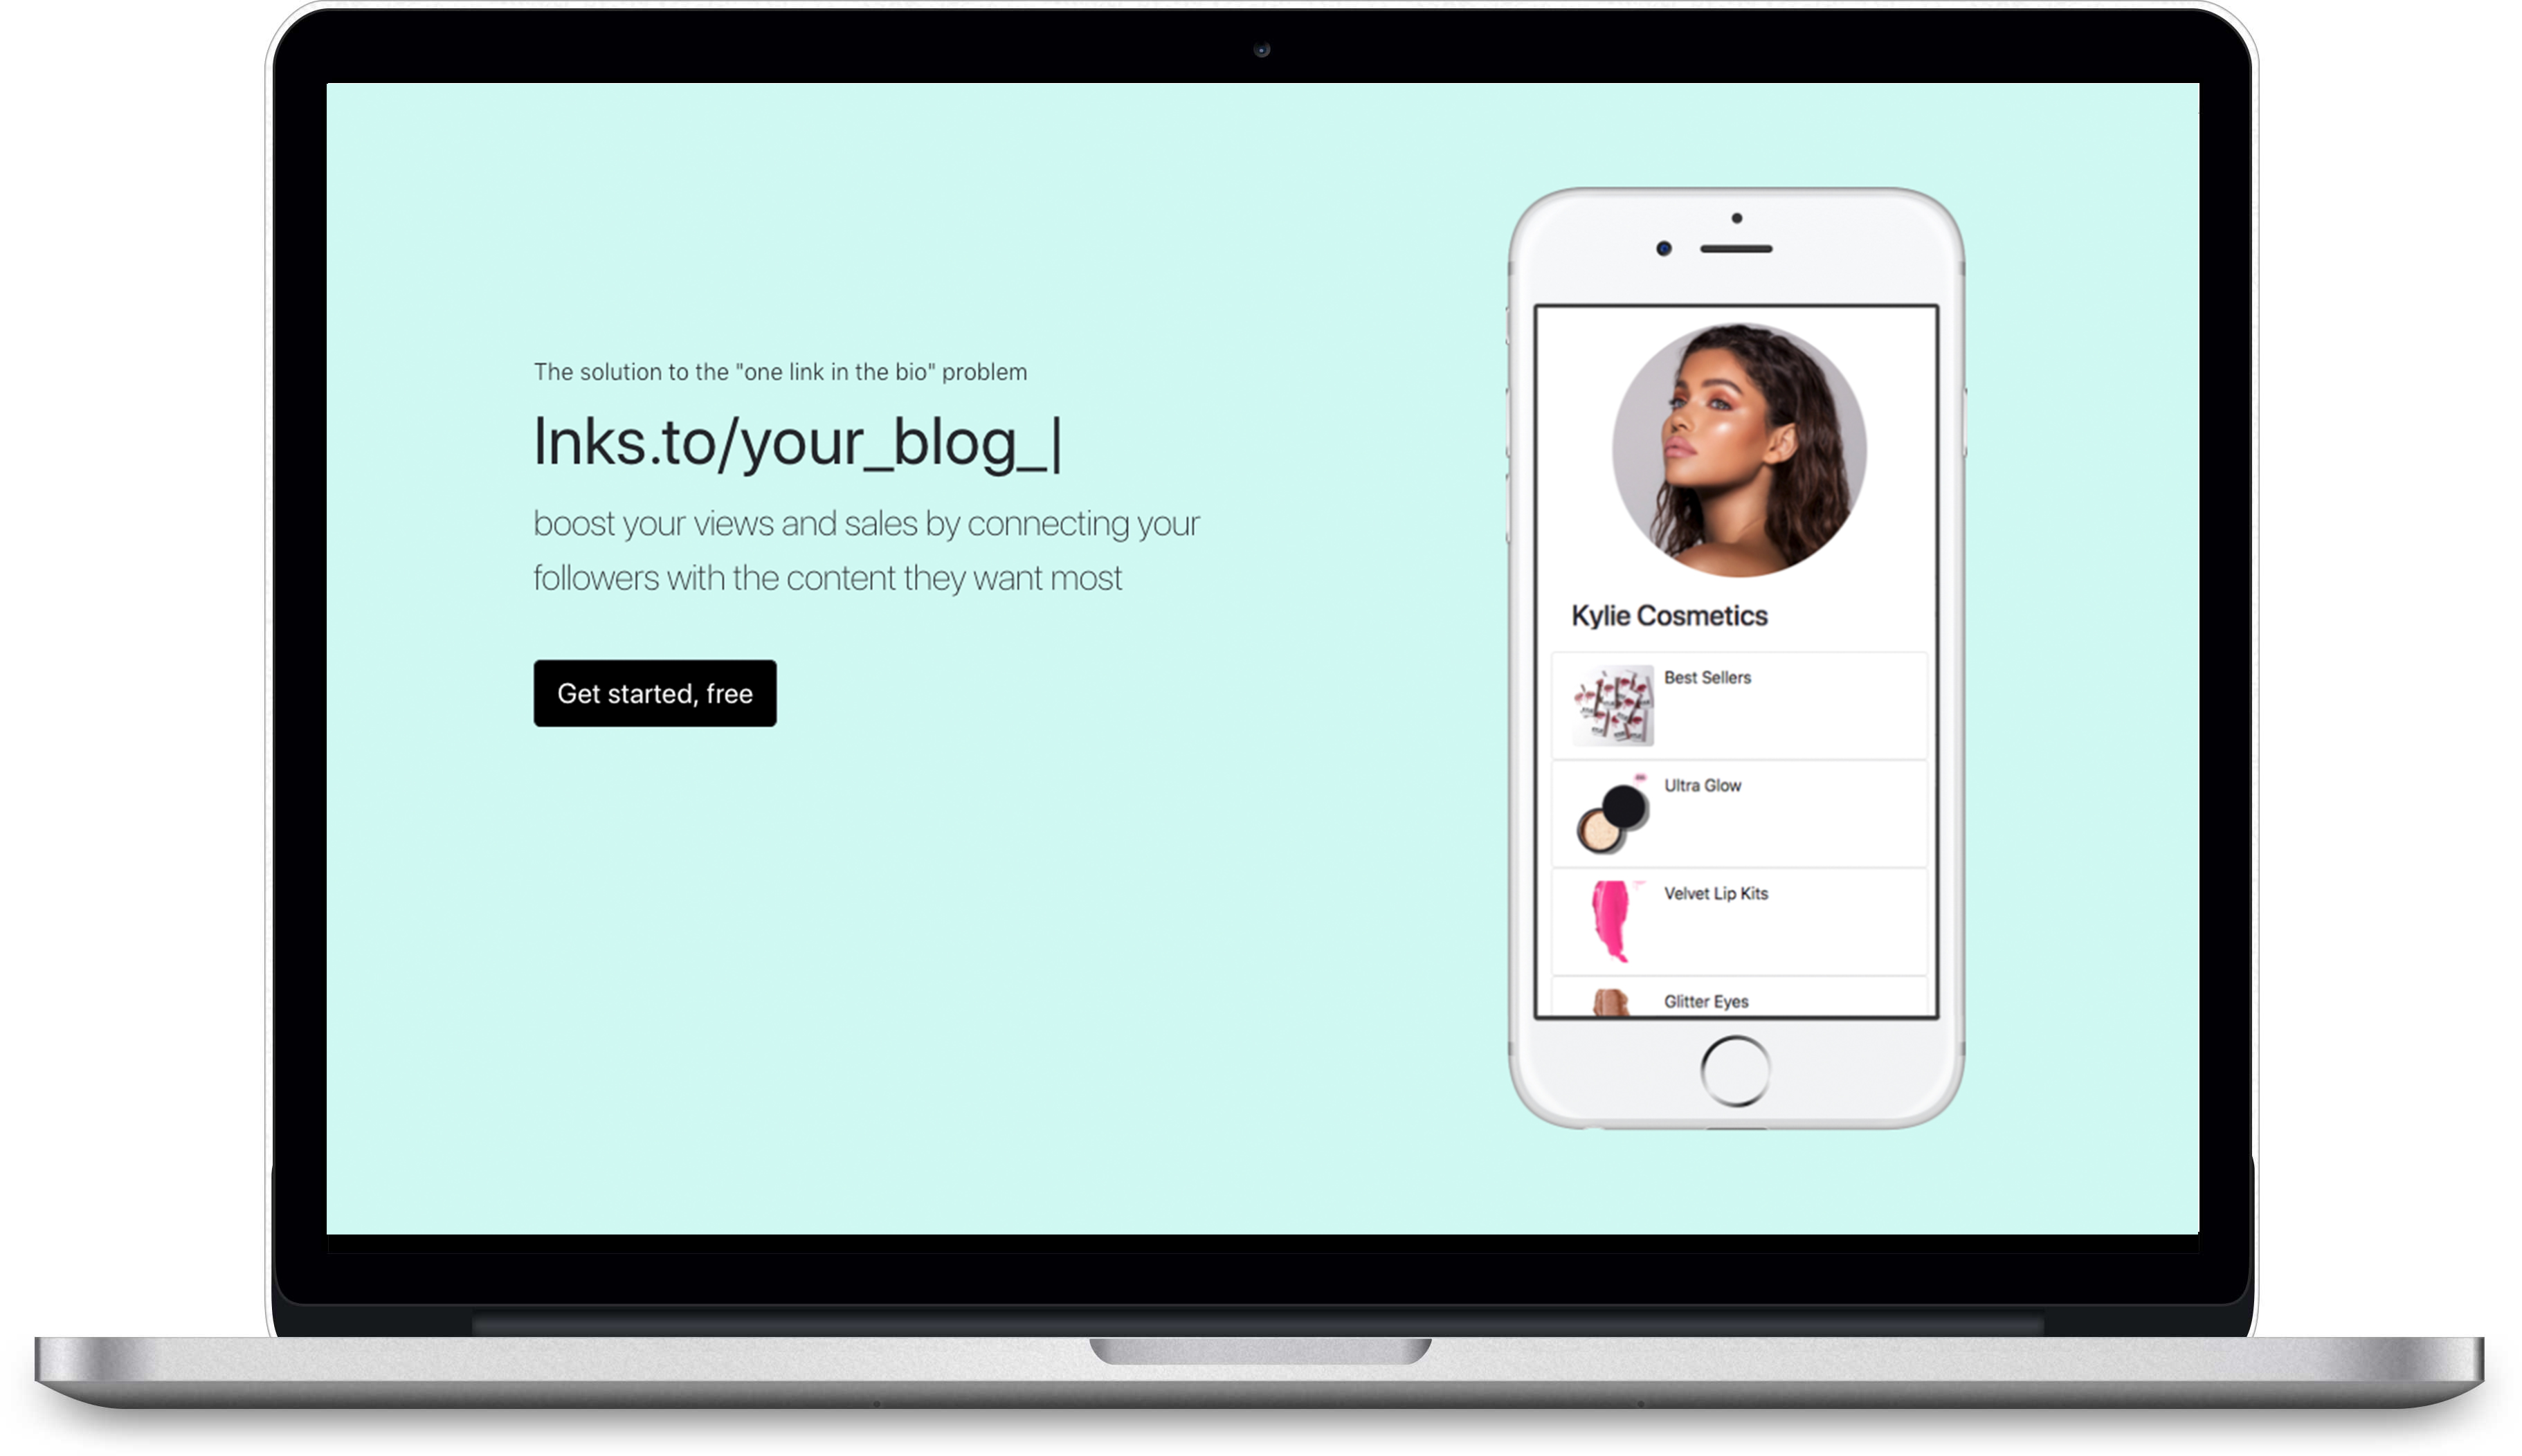 The solution to the "one link in the bio" problem
lnks.to/your_blog_|
boost your views and sales by connecting your
followers with the content they want most
Get started, free
Kylie Cosmetics
Best Sellers
Ultra Glow
Velvet Lip Kits
Glitter Eyes